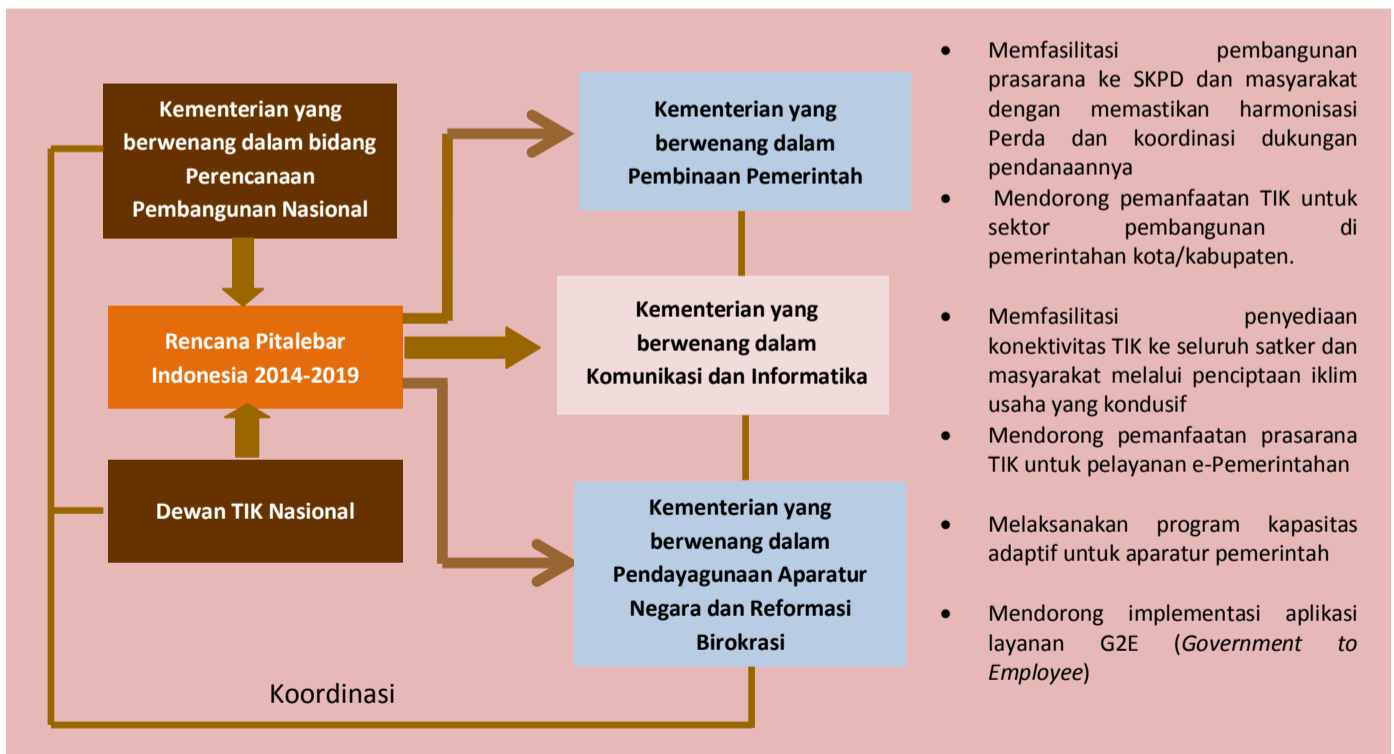 Kementerian yang
berwenang dalam bidang
Perencanaan
Pembangunan Nasional
Rencana Pitalebar
Indonesia 2014-2019
Dewan TIK Nasional
Koordinasi
Kementerian yang
berwenang dalam
Pembinaan Pemerintah
Kementerian yang
berwenang dalam
Komunikasi dan Informatika
Kementerian yang
berwenang dalam
Pendayagunaan Aparatur
Negara dan Reformasi
Birokrasi
• Memfasilitasi pembangunan
prasarana ke SKPD dan masyarakat
dengan memastikan harmonisasi
Perda dan koordinasi dukungan
pendanaannya
• Mendorong pemanfaatan TIK untuk
sektor pembangunan di
pemerintahan kota/kabupaten.
• Memfasilitasi penyediaan
konektivitas TIK ke seluruh satker dan
masyarakat melalui penciptaan iklim
usaha yang kondusif
• Mendorong pemanfaatan prasarana
TIK untuk pelayanan e-Pemerintahan
• Melaksanakan program kapasitas
adaptif untuk aparatur pemerintah
• Mendorong implementasi aplikasi
layanan G2E (Government to
Employee)